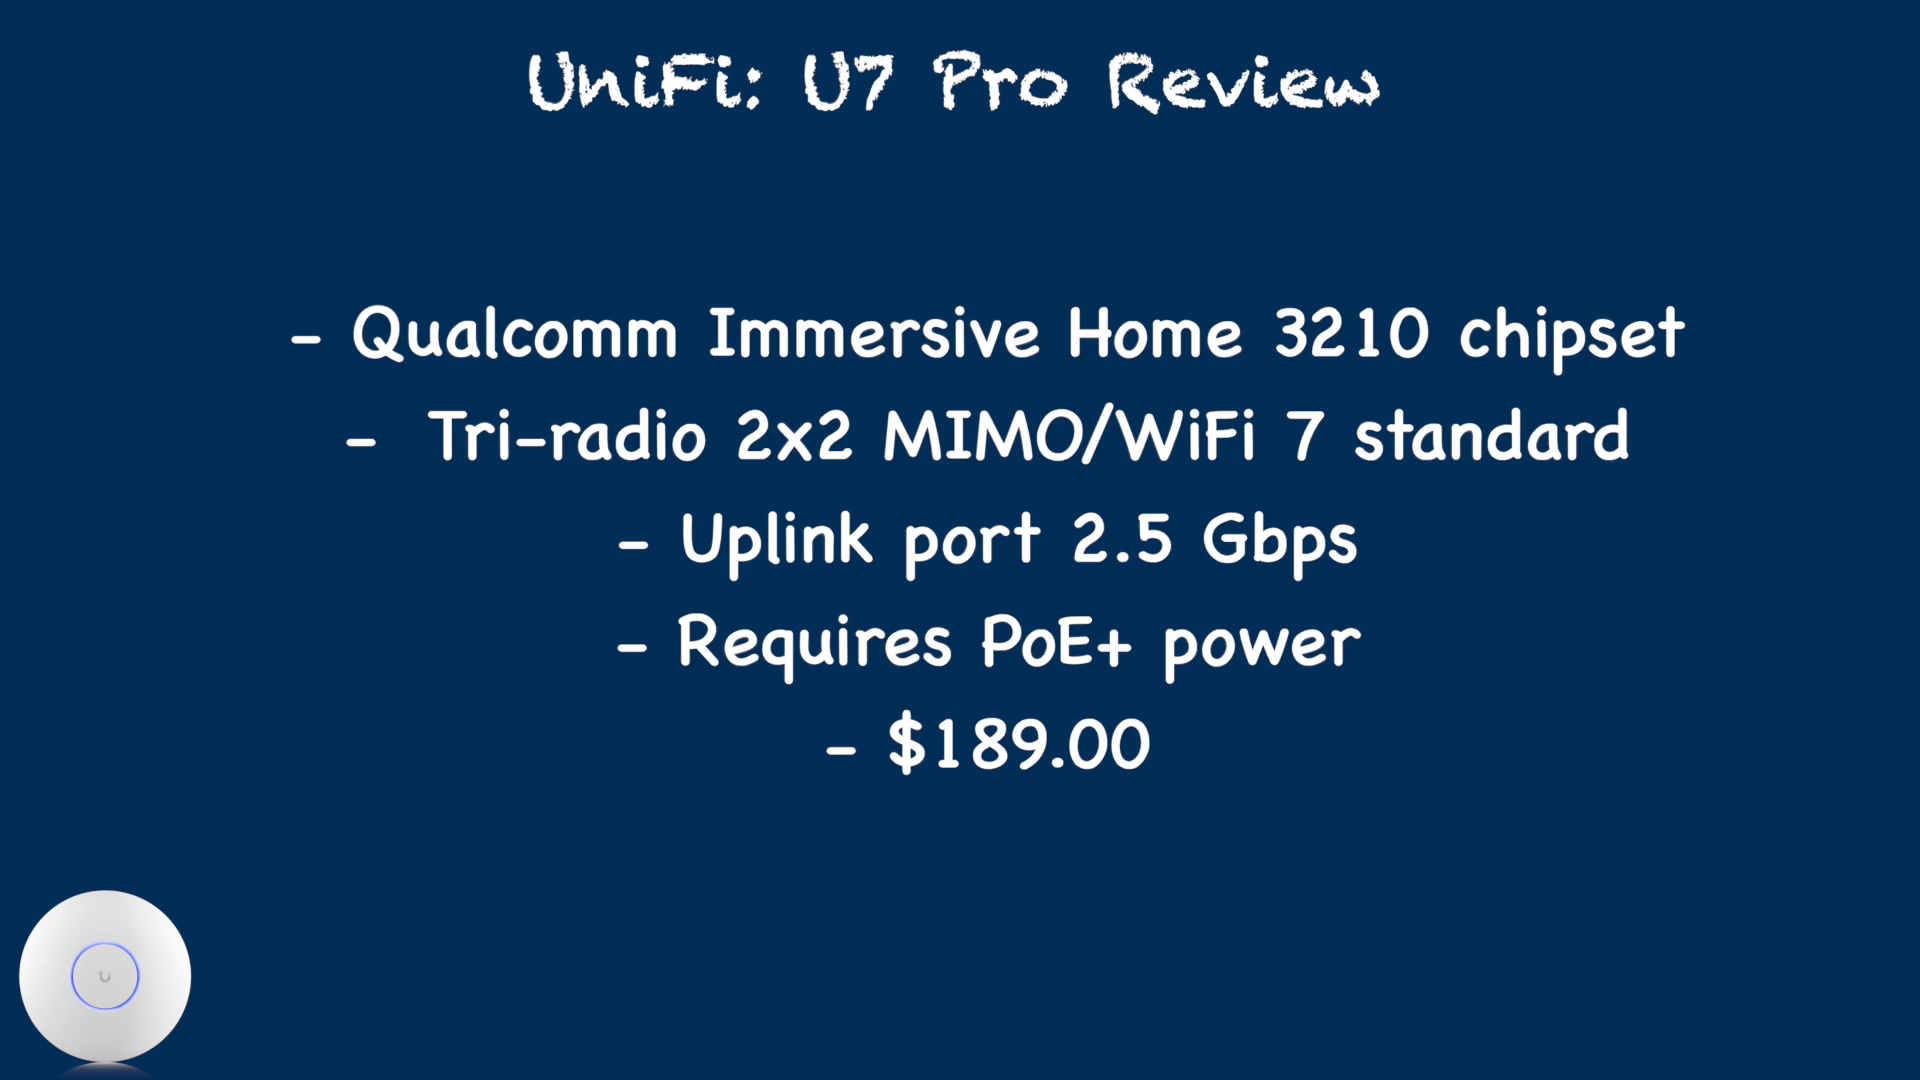 UniFi: U7 Pro Review
- Qualcomm Immersive Home 3210 chipset
- Tri-radio 2x2 MIMO/WiFi 7 standard
- Uplink port 2.5 Gbps
- Requires PoE+ power
- $189.00